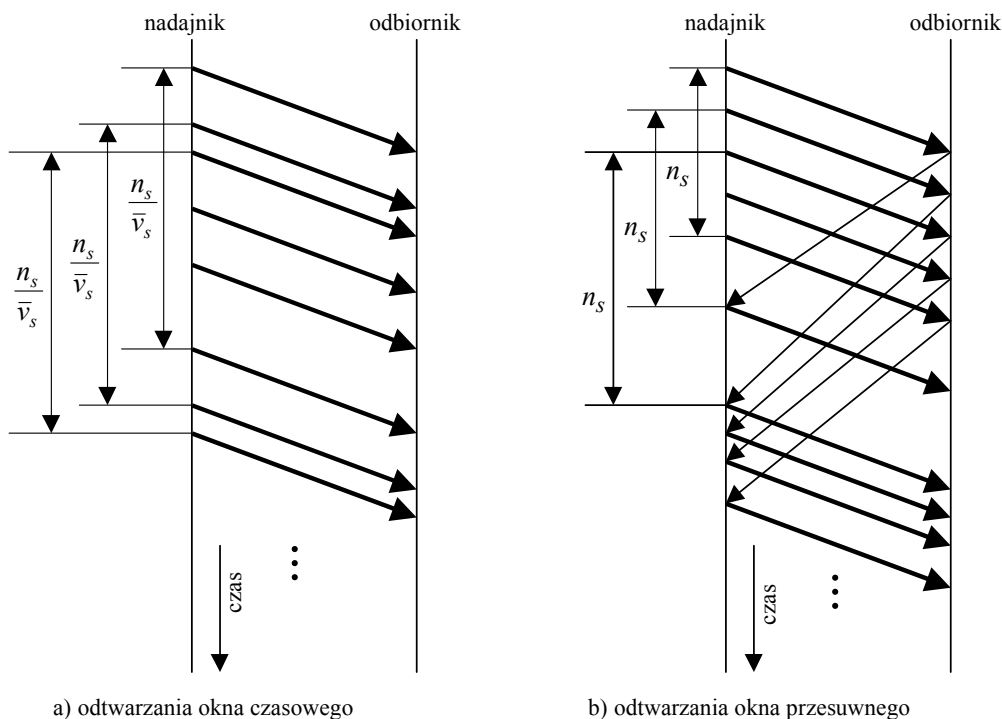 nadajnik odbiornik
n_s
v̄_s
n_s
v̄_s
n_s
v̄_s
czas
a) odtwarzania okna czasowego
nadajnik odbiornik
n_s
n_s
n_s
czas
b) odtwarzania okna przesuwnego